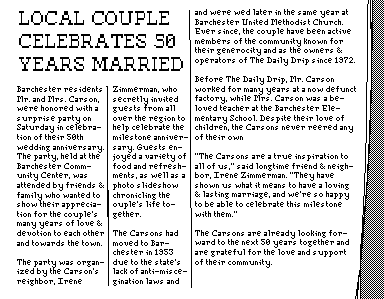 LOCAL COUPLE
CELEBRATES 50
YEARS MARRIED
Barchester residents
Mr. and Mrs. Carson,
were honored with a
surprise party on
Saturday in celebra-
tion of their 50th
wedding anniversary.
The party, held at the
Barchester Comm-
unity Center, was
attended by friends &
family who wanted to
show their apprecia-
tion for the couple's
many years of love &
devotion to each other
and towards the town.
The party was organ-
ized by the Carson's
neighbor, Irene
Zimmerman, who
secretly invited
guests from all
over the region to
help celebrate the
milestone anniver-
sary. Guests en-
joyed a variety of
food and refresh-
ments, as well as a
photo slideshow
chronicling the
ouple's life to-
gether.
The Carsons had
moved to Bar-
chester in 1953
due to the state's
lack of anti-misce-
gination laws and
and were wed later in the same year at
Barchester United Methodist Church.
Ever since, the couple have been active
members of the community known for
their generocity and as the owners &
operators of The Daily Drip since 1972.
Before The Daily Drip, Mr. Carson
worked for many years at a now defunct
factory, while Mrs. Carson was a be-
loved teacher at the Barchester Ele-
mentary School. Despite their love of
children, the Carsons never reered any
of their own
"The Carsons are a true inspiration to
all of us," said longtime friend & neigh-
bor, Irene Zimmerman. "They have
shown us what it means to have a loving
& lasting marriage, and we're so happy
to be able to celebrate this milestone
with them."
The Carsons are already looking for-
ward to the next 50 years together and
are grateful for the love and support
of their community.